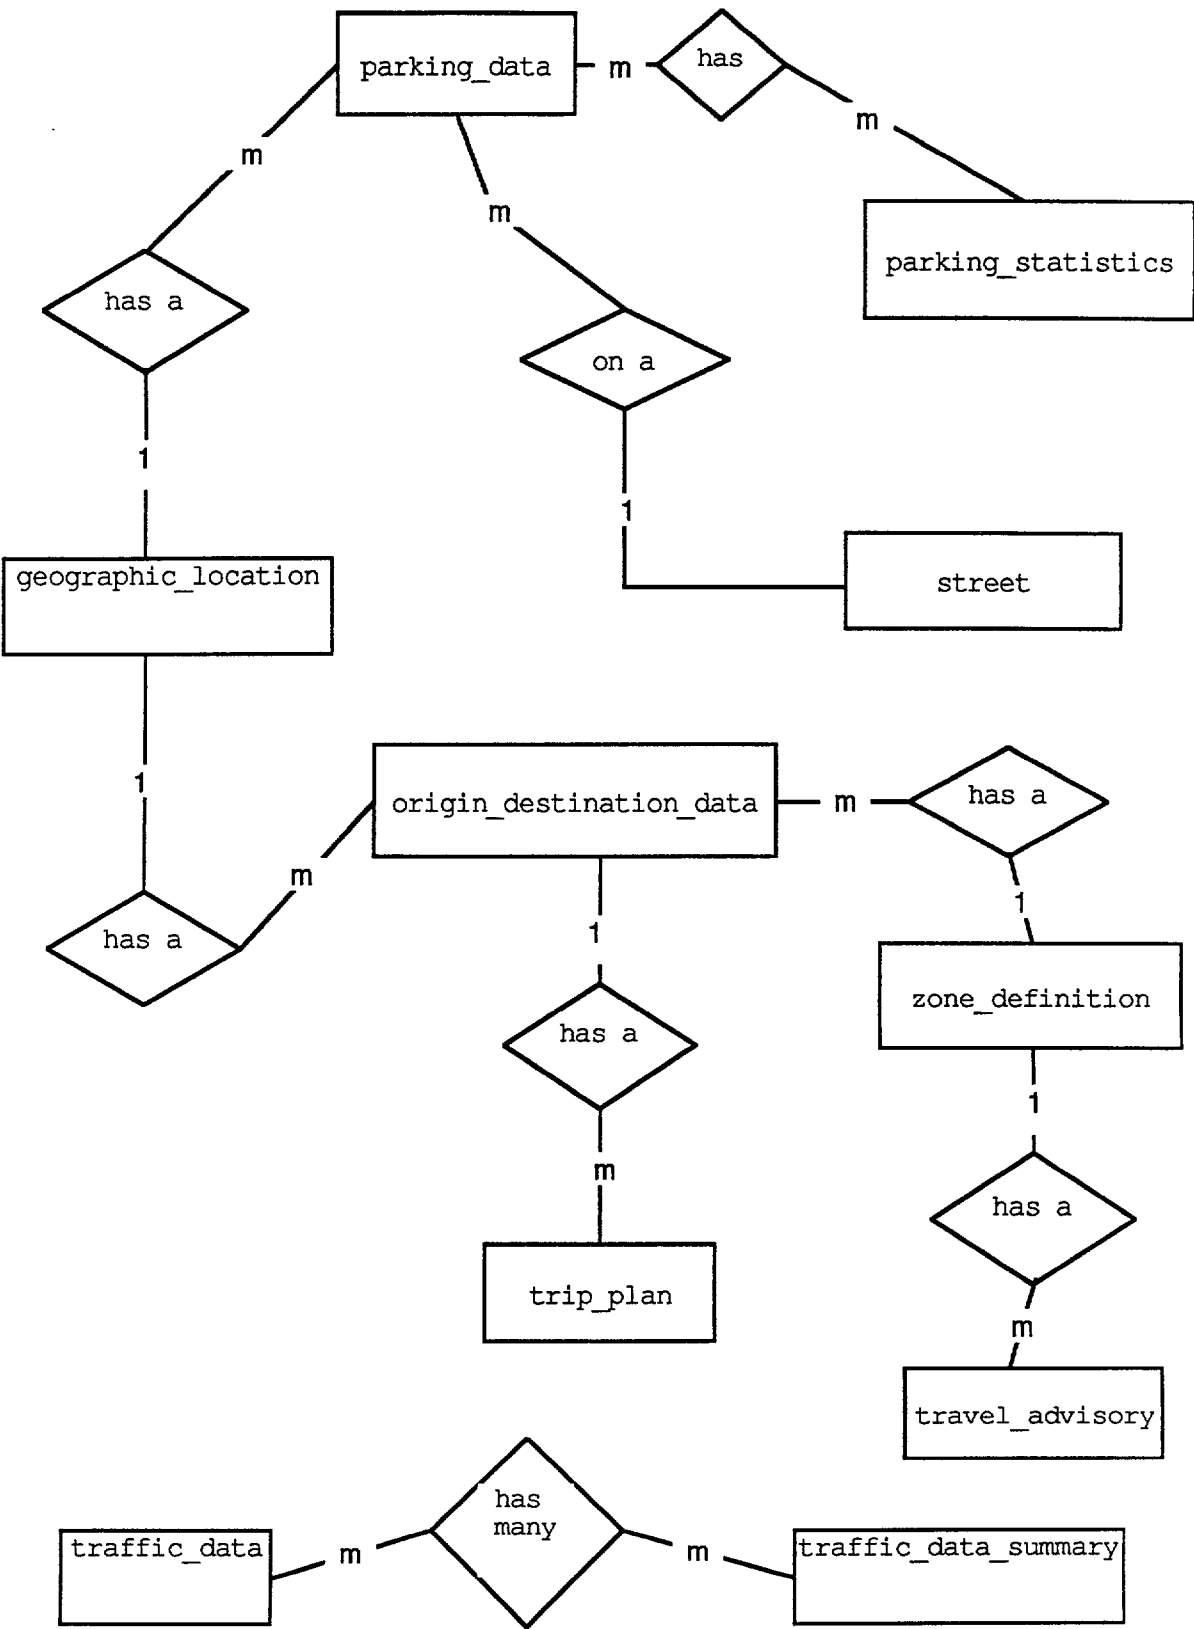 parking_data
m
has
m
m
m
parking_statistics
has a
on a
1
1
geographic_location
street
1
origin_destination_data
m
has a
m
1
1
has a
zone_definition
has a
1
m
has a
trip_plan
m
travel_advisory
has
many
traffic_data
m
m
traffic_data_summary